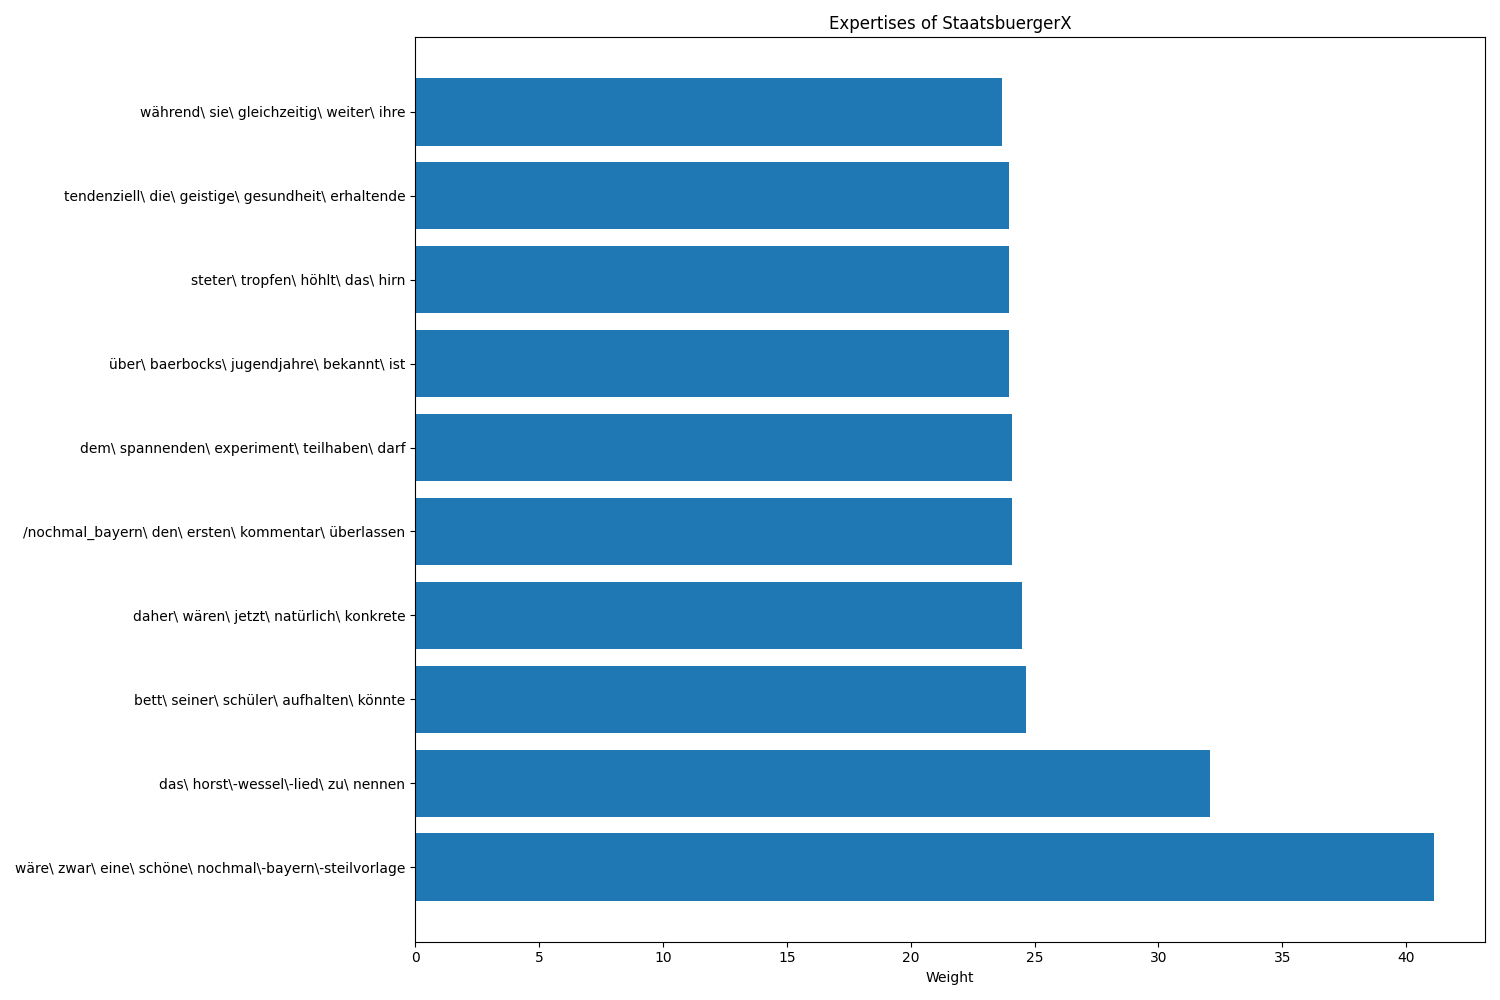 Expertises of StaatsbuergerX
während\ sie\ gleichzeitig\ weiter\ ihre
tendenziell\ die\ geistige\ gesundheit\ erhaltende
steter\ tropfen\ höhlt\ das\ hirn
über\ baerbocks\ jugendjahre\ bekannt\ ist
dem\ spannenden\ experiment\ teilhaben\ darf
/nochmal_bayern\ den\ ersten\ kommentar\ überlassen
daher\ wären\ jetzt\ natürlich\ konkrete
bett\ seiner\ schüler\ aufhalten\ könnte
das\ horst\-wessel\-lied\ zu\ nennen
wäre\ zwar\ eine\ schöne\ nochmal\-bayern\-steilvorlage
0 5 10 15 20 25 30 35 40
Weight